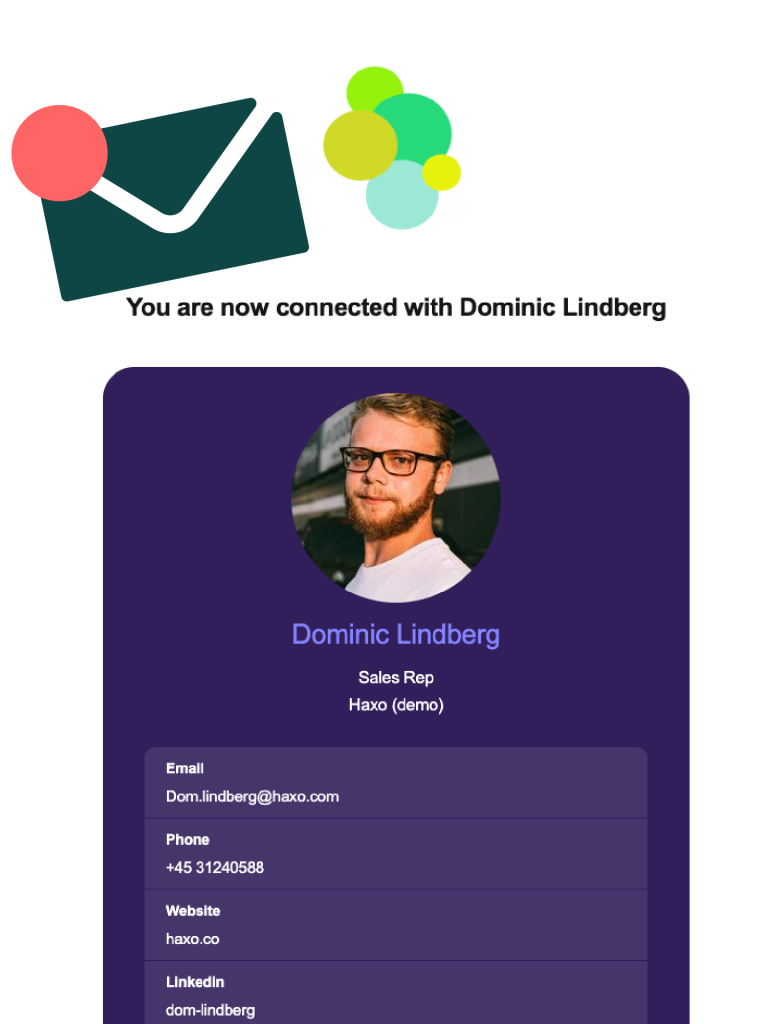 You are now connected with Dominic Lindberg
Dominic Lindberg
Sales Rep
Haxo (demo)
Email
Dom.lindberg@haxo.com
Phone
+45 31240588
Website
haxo.co
LinkedIn
dom-lindberg